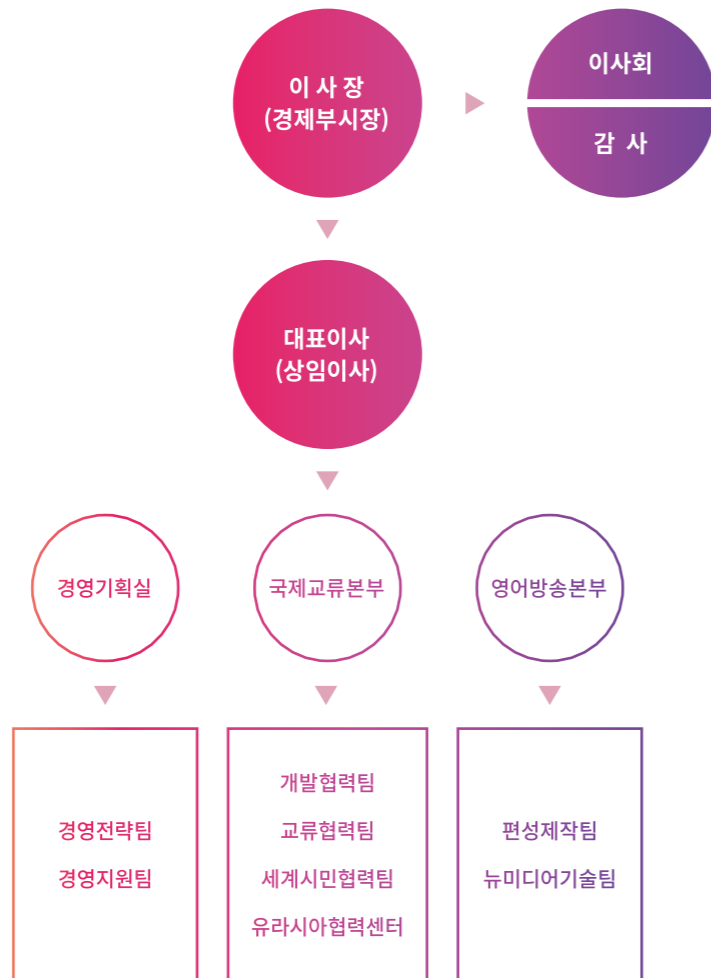 이 사 장
(경제부시장)
이사회
감 사
대표이사
(상임이사)
경영기획실
국제교류본부
영어방송본부
경영전략팀
경영지원팀
개발협력팀
교류협력팀
세계시민협력팀
유라시아협력센터
편성제작팀
뉴미디어기술팀